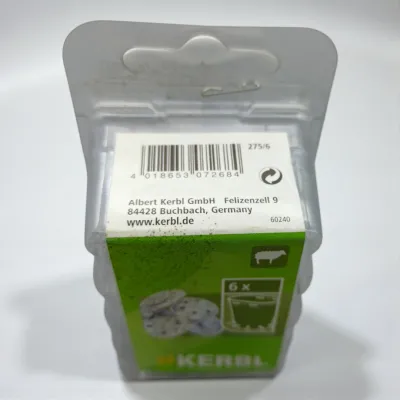 275/6
4 018653 072684
Albert Kerbl GmbH Felizenzell 9
84428 Buchbach, Germany
www.kerbl.de
60240
6 x
KERBL